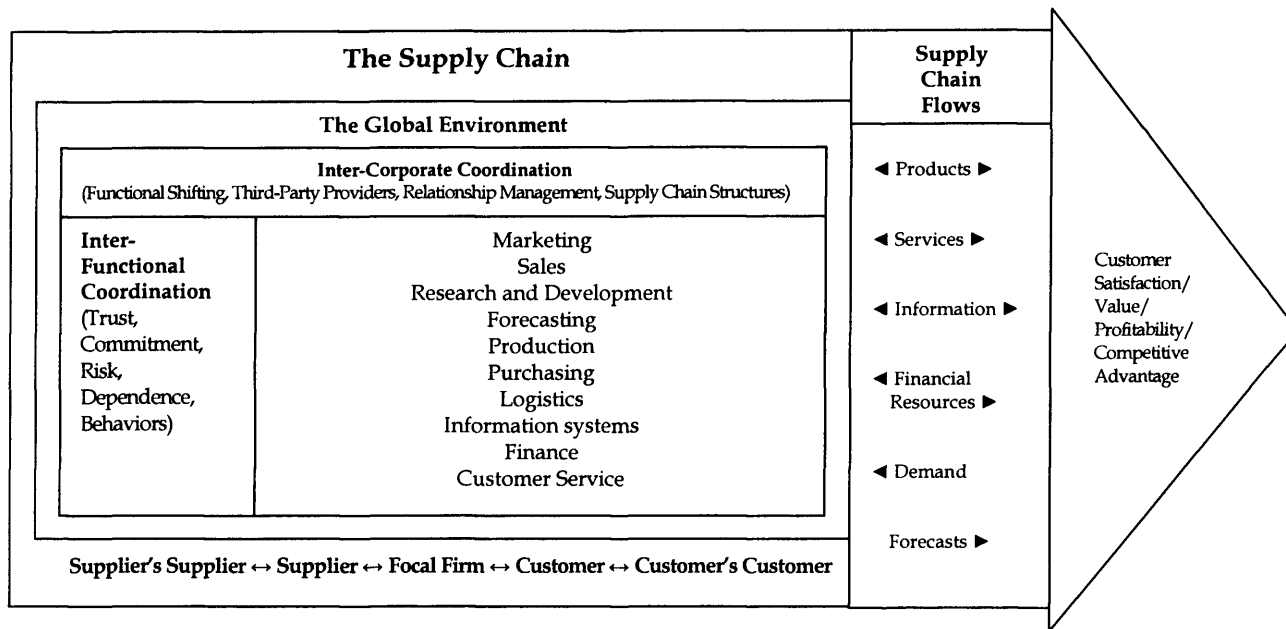 The Supply Chain
The Global Environment
Inter-Corporate Coordination
(Functional Shifting, Third-Party Providers, Relationship Management, Supply Chain Structures)
Inter-
Functional
Coordination
(Trust,
Commitment,
Risk,
Dependence,
Behaviors)
Marketing
Sales
Research and Development
Forecasting
Production
Purchasing
Logistics
Information systems
Finance
Customer Service
Supplier's Supplier ↔ Supplier ↔ Focal Firm ↔ Customer ↔ Customer's Customer
Supply
Chain
Flows
◄ Products ►
◄ Services ►
◄ Information ►
◄ Financial
Resources ►
◄ Demand
Forecasts ►
Customer
Satisfaction/
Value/
Profitability/
Competitive
Advantage